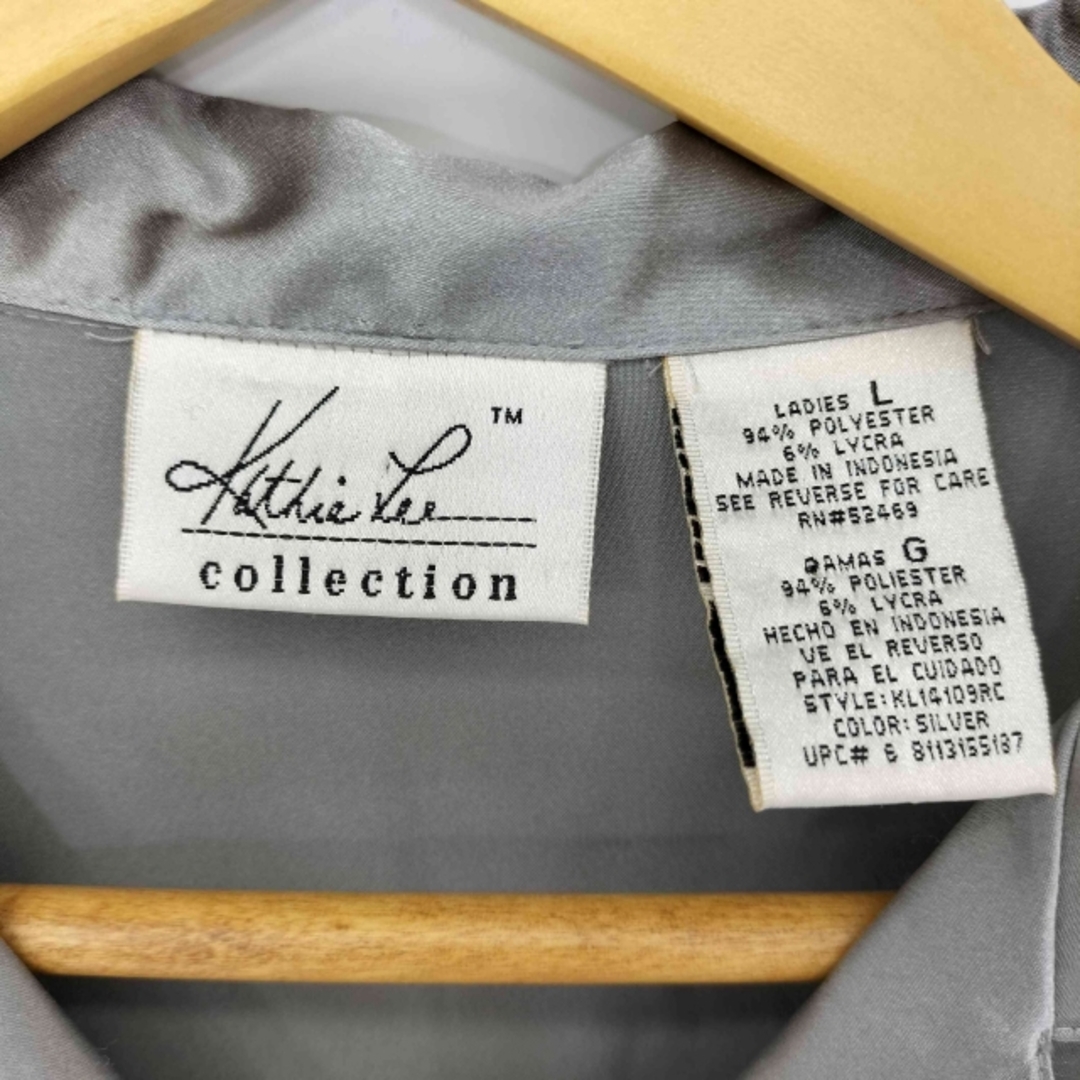 Kathie Lee ™
collection
LADIES L
94% POLYESTER
6% LYCRA
MADE IN INDONESIA
SEE REVERSE FOR CARE
RN#52469
DAMAS G
94% POLIESTER
6% LYCRA
HECHO EN INDONESIA
VE EL REVERSO
PARA EL CUIDADO
STYLE:KL14109RC
COLOR:SILVER
UPC# 6 8113155187